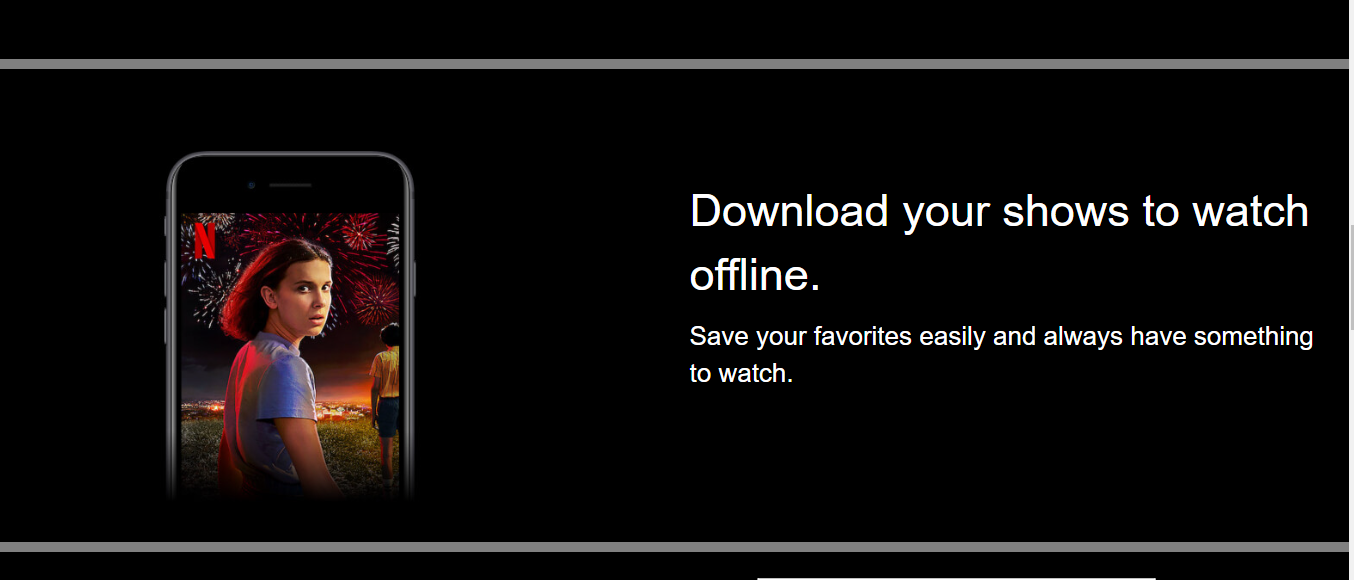 N
Download your shows to watch
offline.
Save your favorites easily and always have something
to watch.